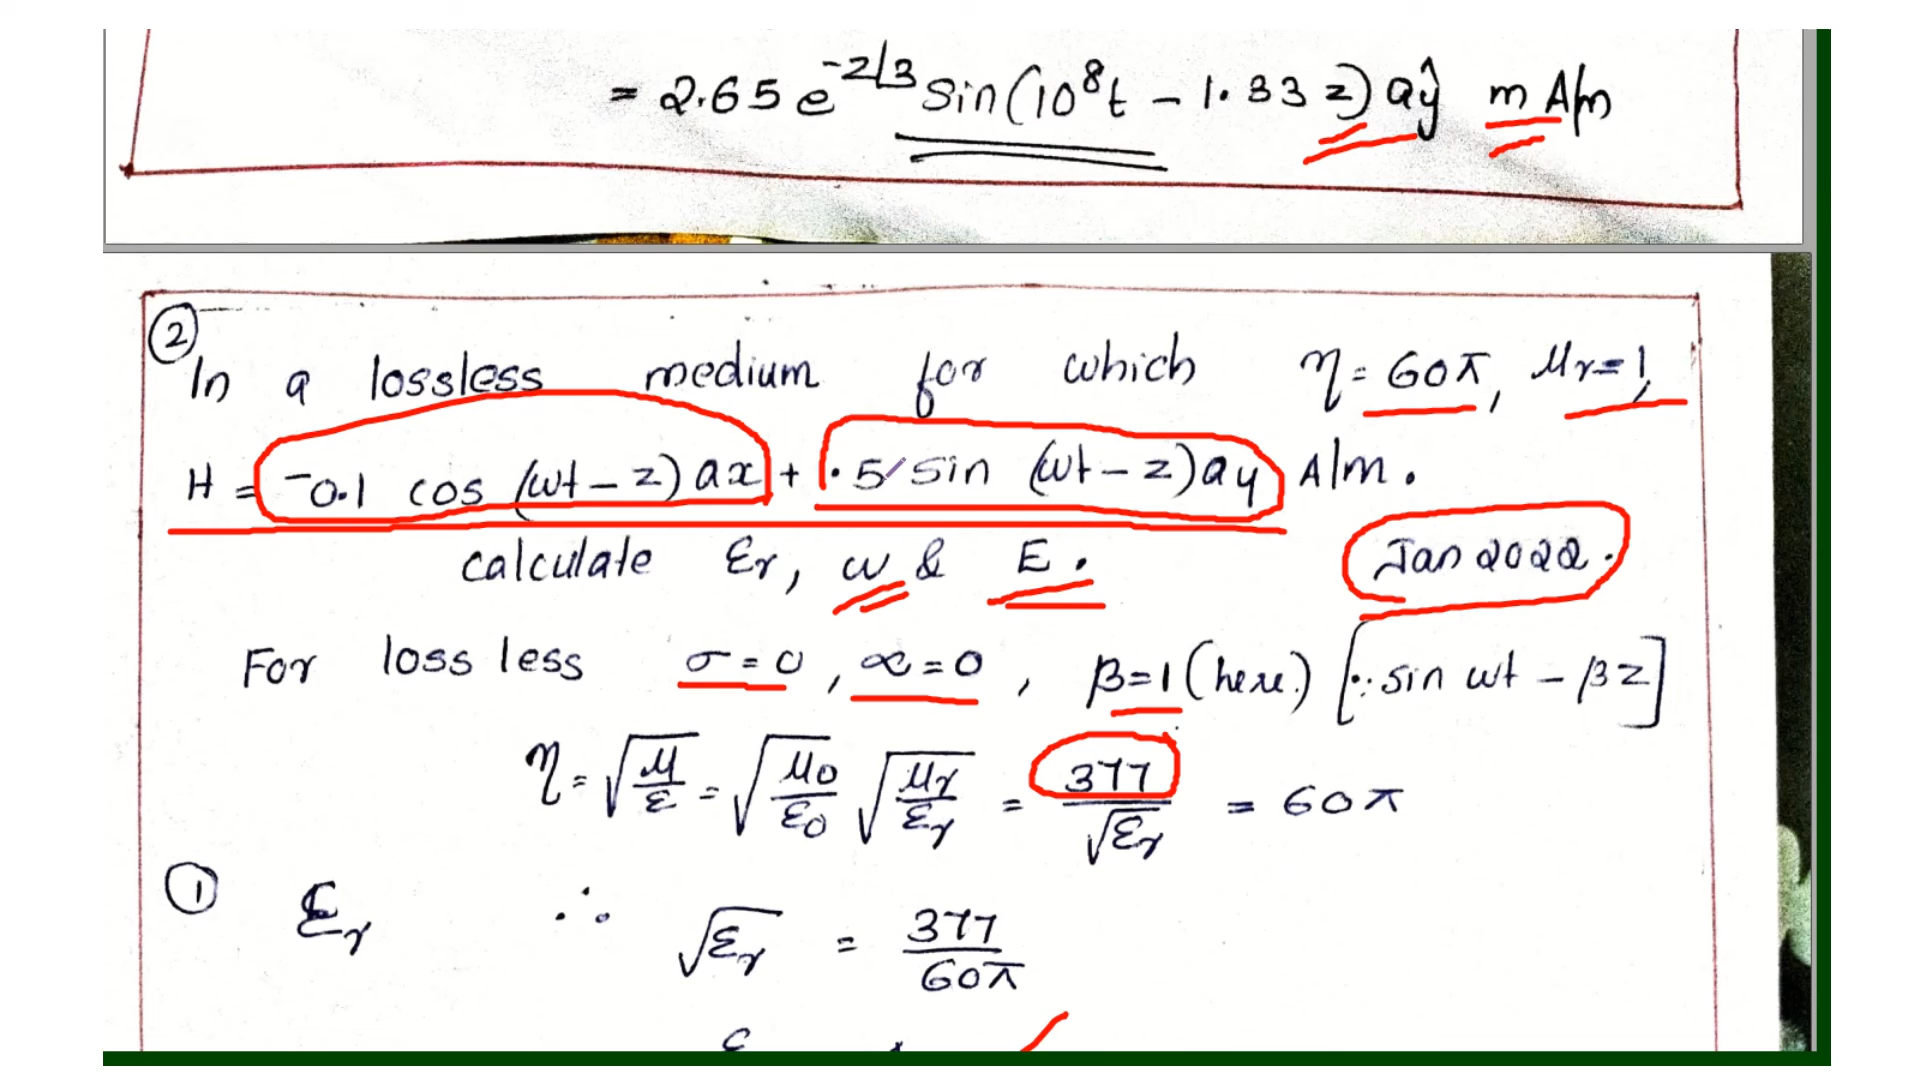 = 2.65 e^-z/3 sin(10^8t - 1.33 z) aŷ m A/m
② In a lossless medium for which η = 60π, μr = 1,
H = -0.1 cos (ωt - z) ax + .5 sin (ωt - z) ay A/m.
calculate εr, ω & E. Jan 2022.
For loss less σ = 0, α = 0, β = 1 (here) [∵ sin ωt - βz]
η = √μ/ε = √μ0/ε0 √μr/εr = 377/√εr = 60π
① εr ∴ √εr = 377/60π